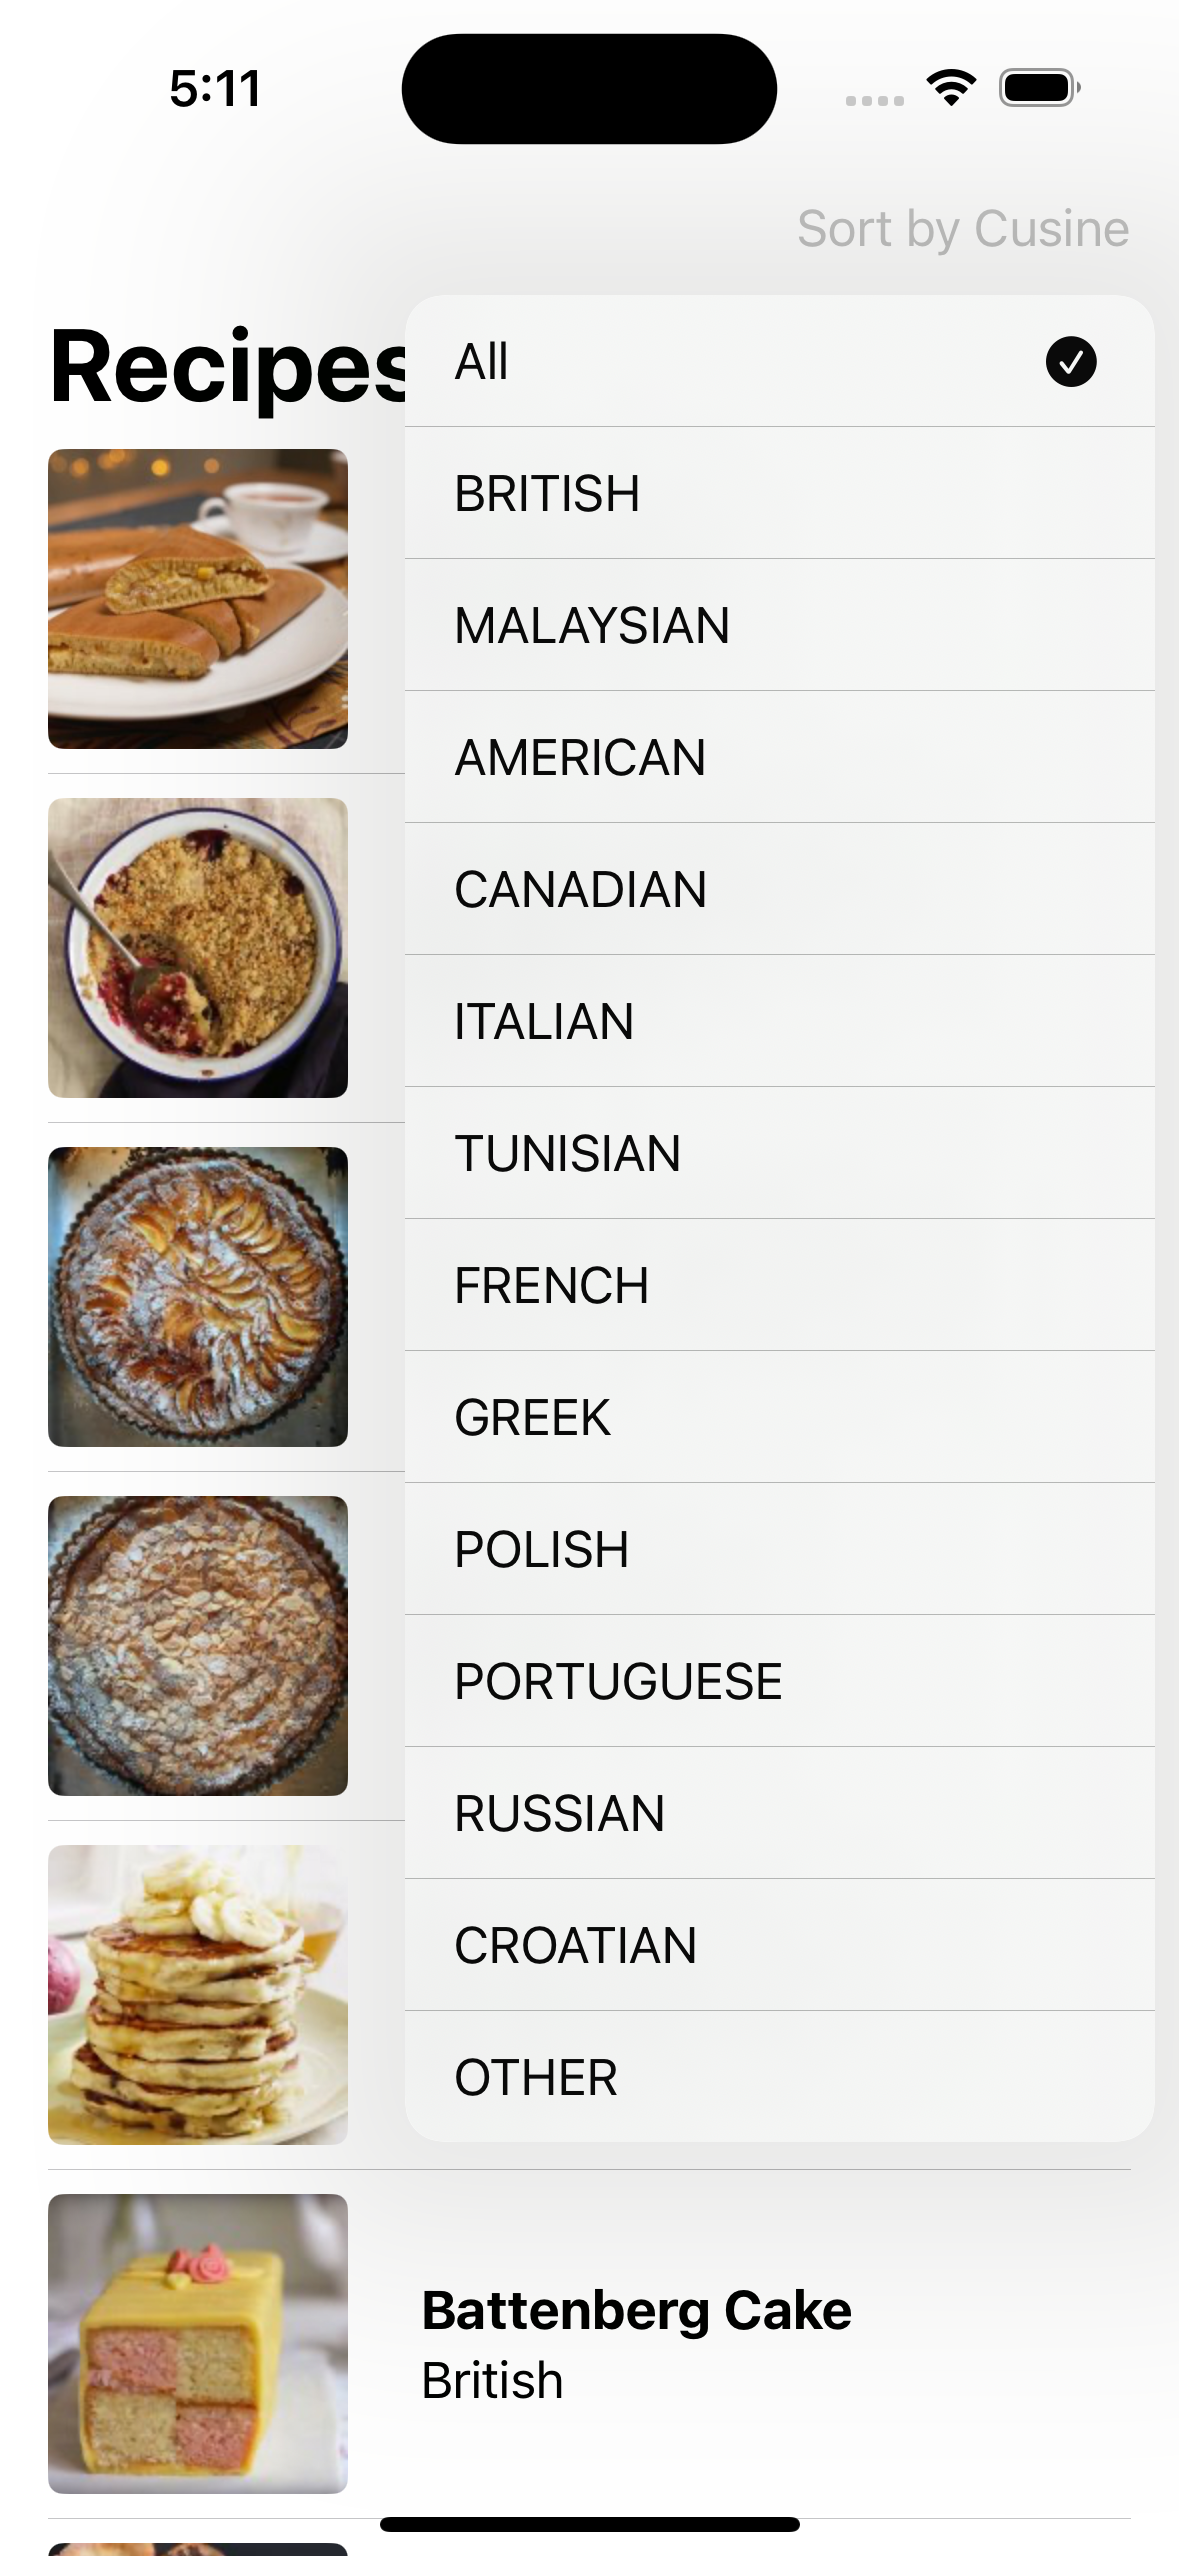 5:11
Sort by Cusine
Recipes
All
BRITISH
MALAYSIAN
AMERICAN
CANADIAN
ITALIAN
TUNISIAN
FRENCH
GREEK
POLISH
PORTUGUESE
RUSSIAN
CROATIAN
OTHER
Battenberg Cake
British